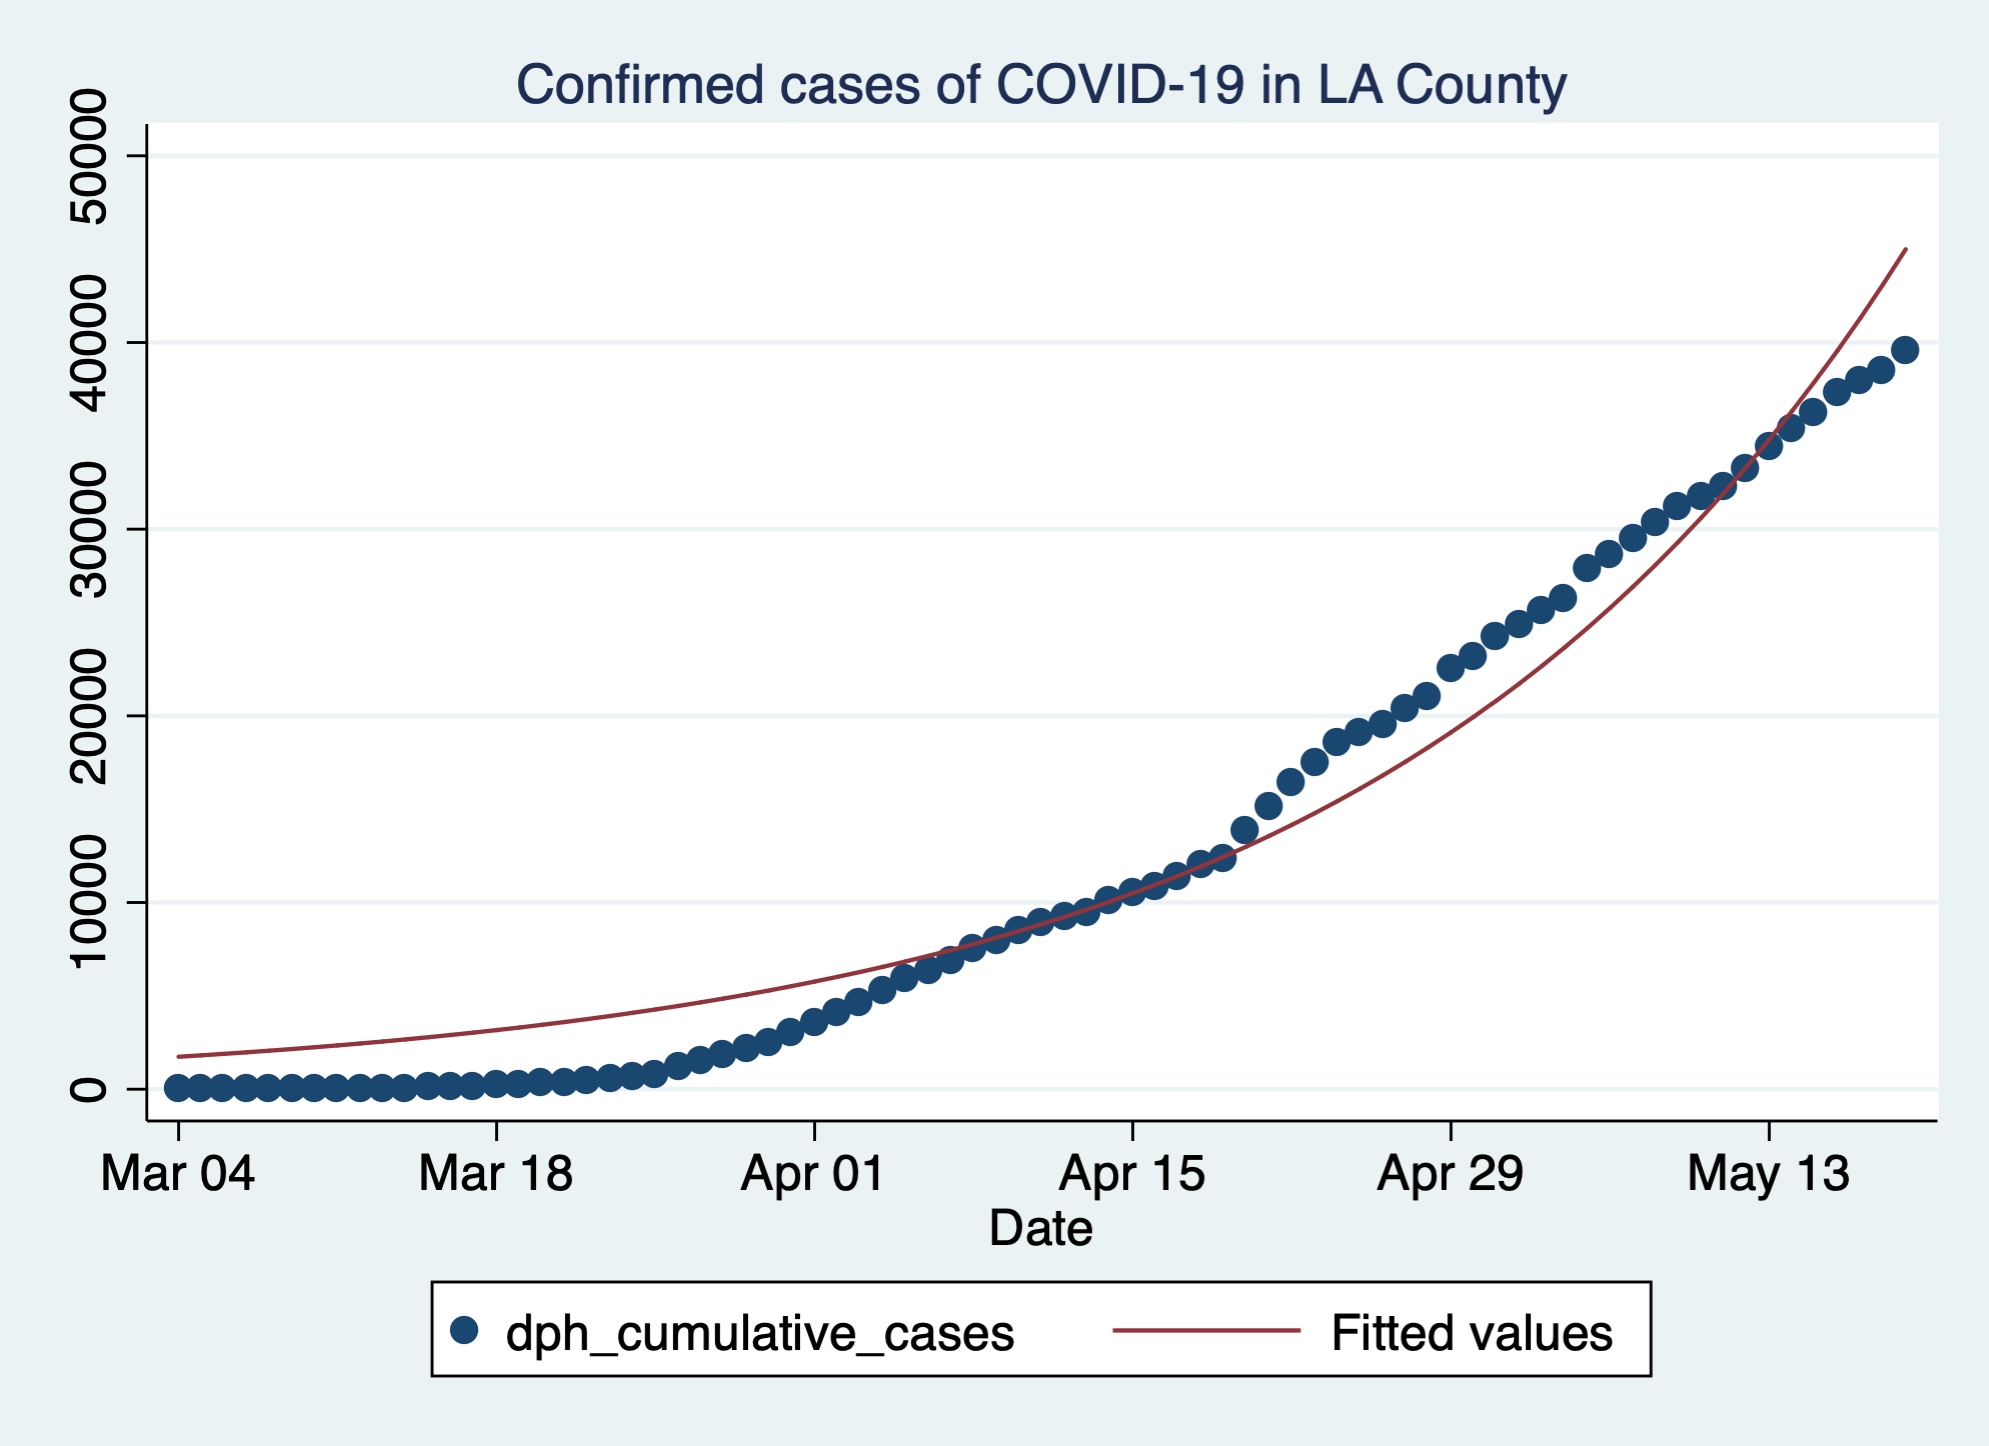 Confirmed cases of COVID-19 in LA County
50000
40000
30000
20000
10000
0
Mar 04 Mar 18 Apr 01 Apr 15 Apr 29 May 13
Date
dph_cumulative_cases Fitted values